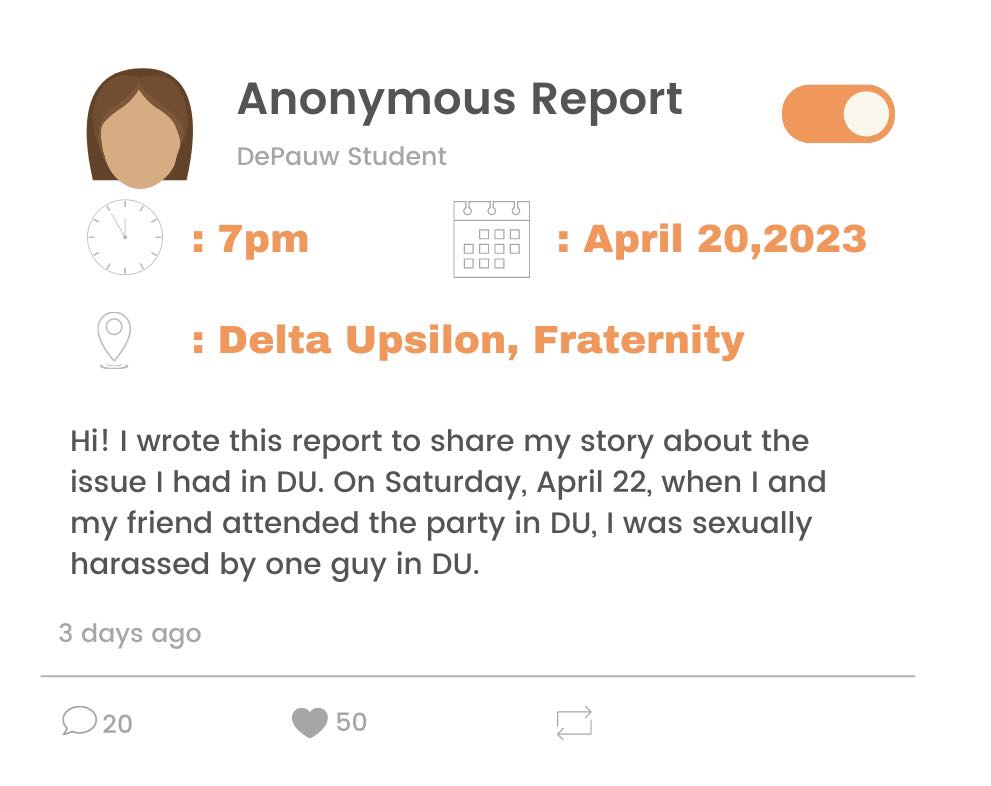 Anonymous Report
DePauw Student
: 7pm
: April 20,2023
: Delta Upsilon, Fraternity
Hi! I wrote this report to share my story about the
issue I had in DU. On Saturday, April 22, when I and
my friend attended the party in DU, I was sexually
harassed by one guy in DU.
3 days ago
20
50